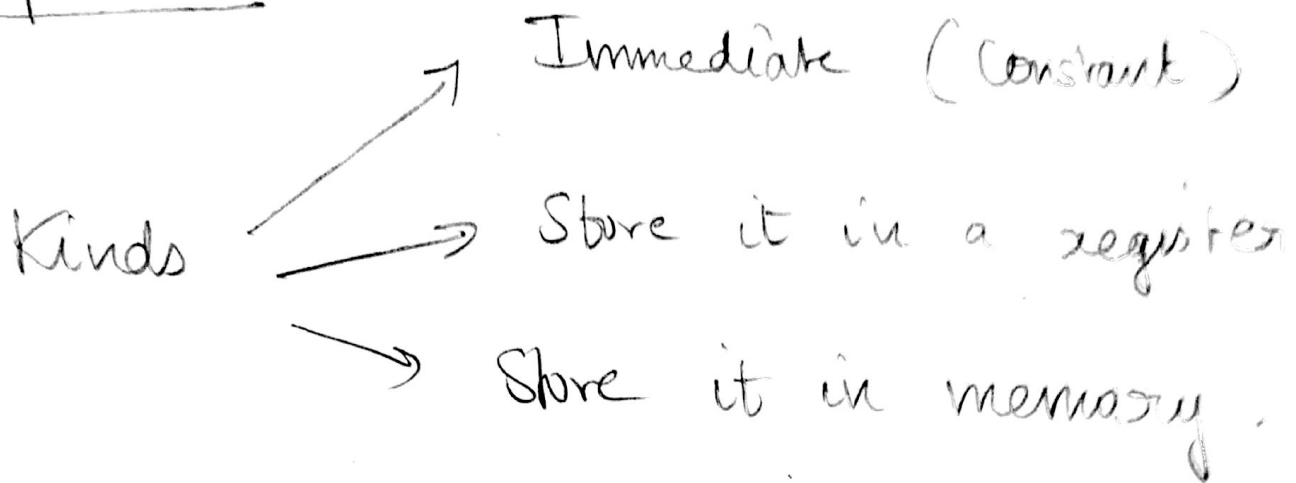 Immediate (Constant)
Kinds
Store it in a register
Store it in memory.